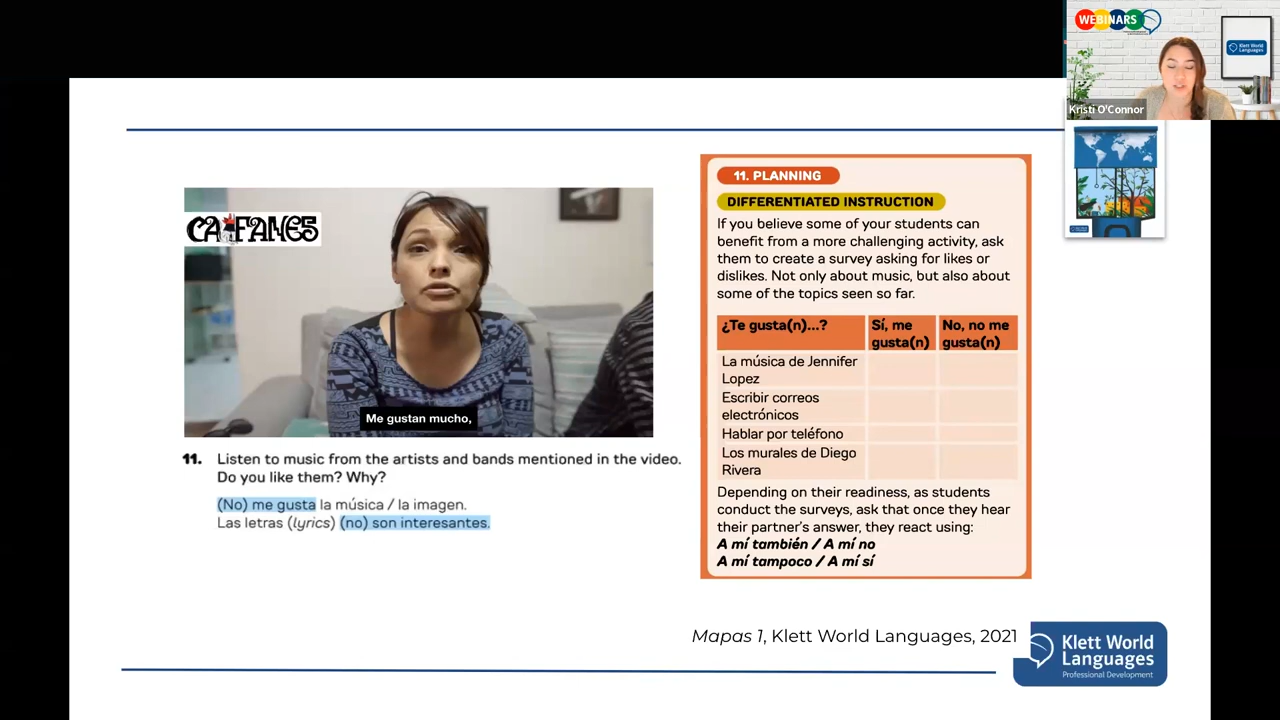 WEBINARS
Klett World
Languages
Kristi O'Connor
CAIFANES
Me gustan mucho,
11. Listen to music from the artists and bands mentioned in the video.
Do you like them? Why?
(No) me gusta la música / la imagen.
Las letras (lyrics) (no) son interesantes.
11. PLANNING
DIFFERENTIATED INSTRUCTION
If you believe some of your students can
benefit from a more challenging activity, ask
them to create a survey asking for likes or
dislikes. Not only about music, but also about
some of the topics seen so far.
¿Te gusta(n)...? Sí, me gusta(n) No, no me gusta(n)
La música de Jennifer
Lopez
Escribir correos
electrónicos
Hablar por teléfono
Los murales de Diego
Rivera
Depending on their readiness, as students
conduct the surveys, ask that once they hear
their partner's answer, they react using:
A mí también / A mí no
A mí tampoco / A mí sí
Mapas 1, Klett World Languages, 2021
Klett World
Languages
Professional Development